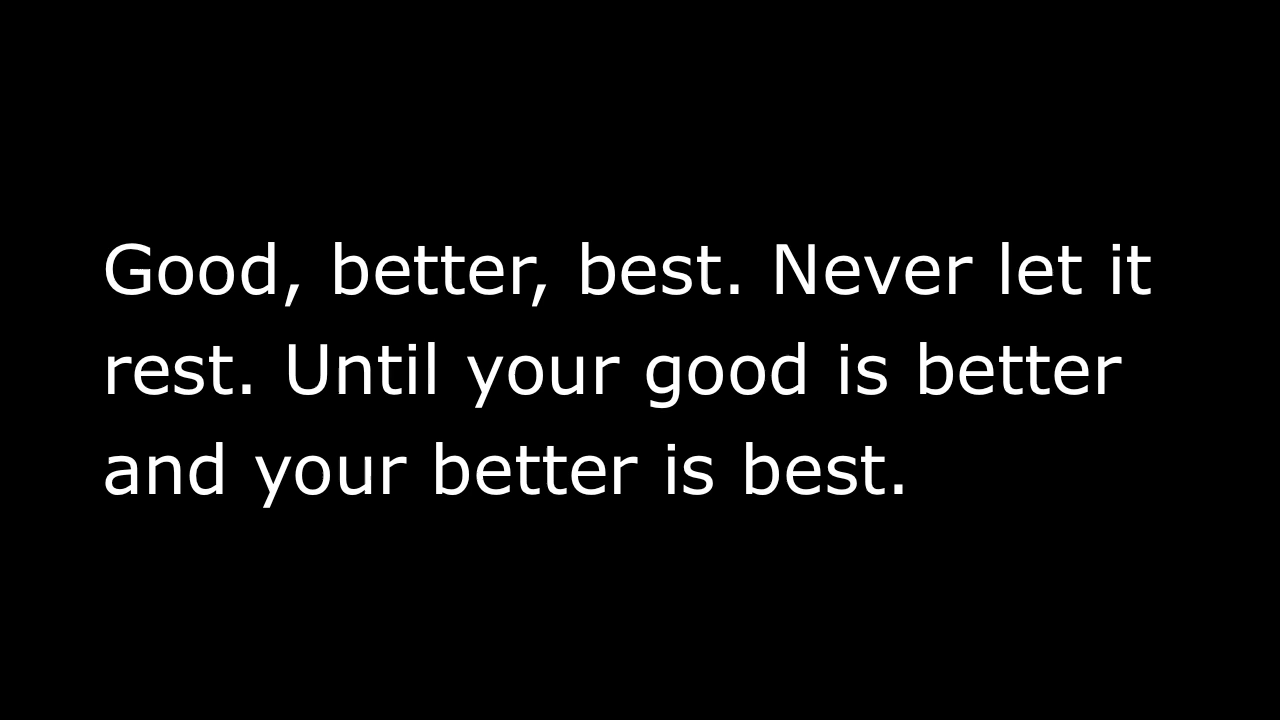 Good, better, best. Never let it
rest. Until your good is better
and your better is best.